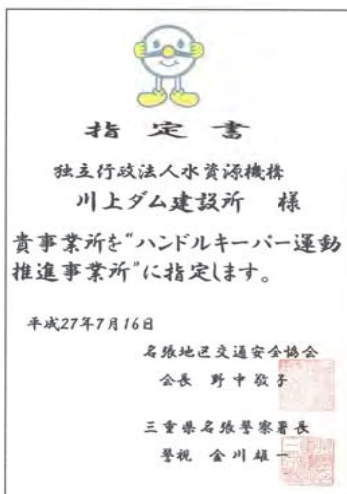 指定書
独立行政法人水資源機構
川上ダム建設所 様
貴事業所を“ハンドルキーパー運動
推進事業所”に指定します。
平成27年7月16日
名張地区交通安全協会
会長 野中敬子
三重県名張警察署長
警視 金川雄一